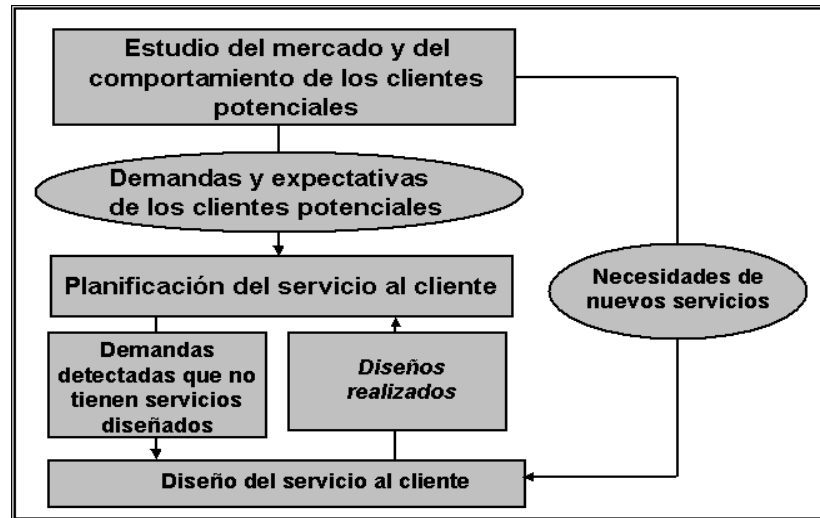 Estudio del mercado y del
comportamiento de los clientes
potenciales
Demandas y expectativas
de los clientes potenciales
Planificación del servicio al cliente
Necesidades de
nuevos servicios
Demandas
detectadas que no
tienen servicios
diseñados
Diseños
realizados
Diseño del servicio al cliente